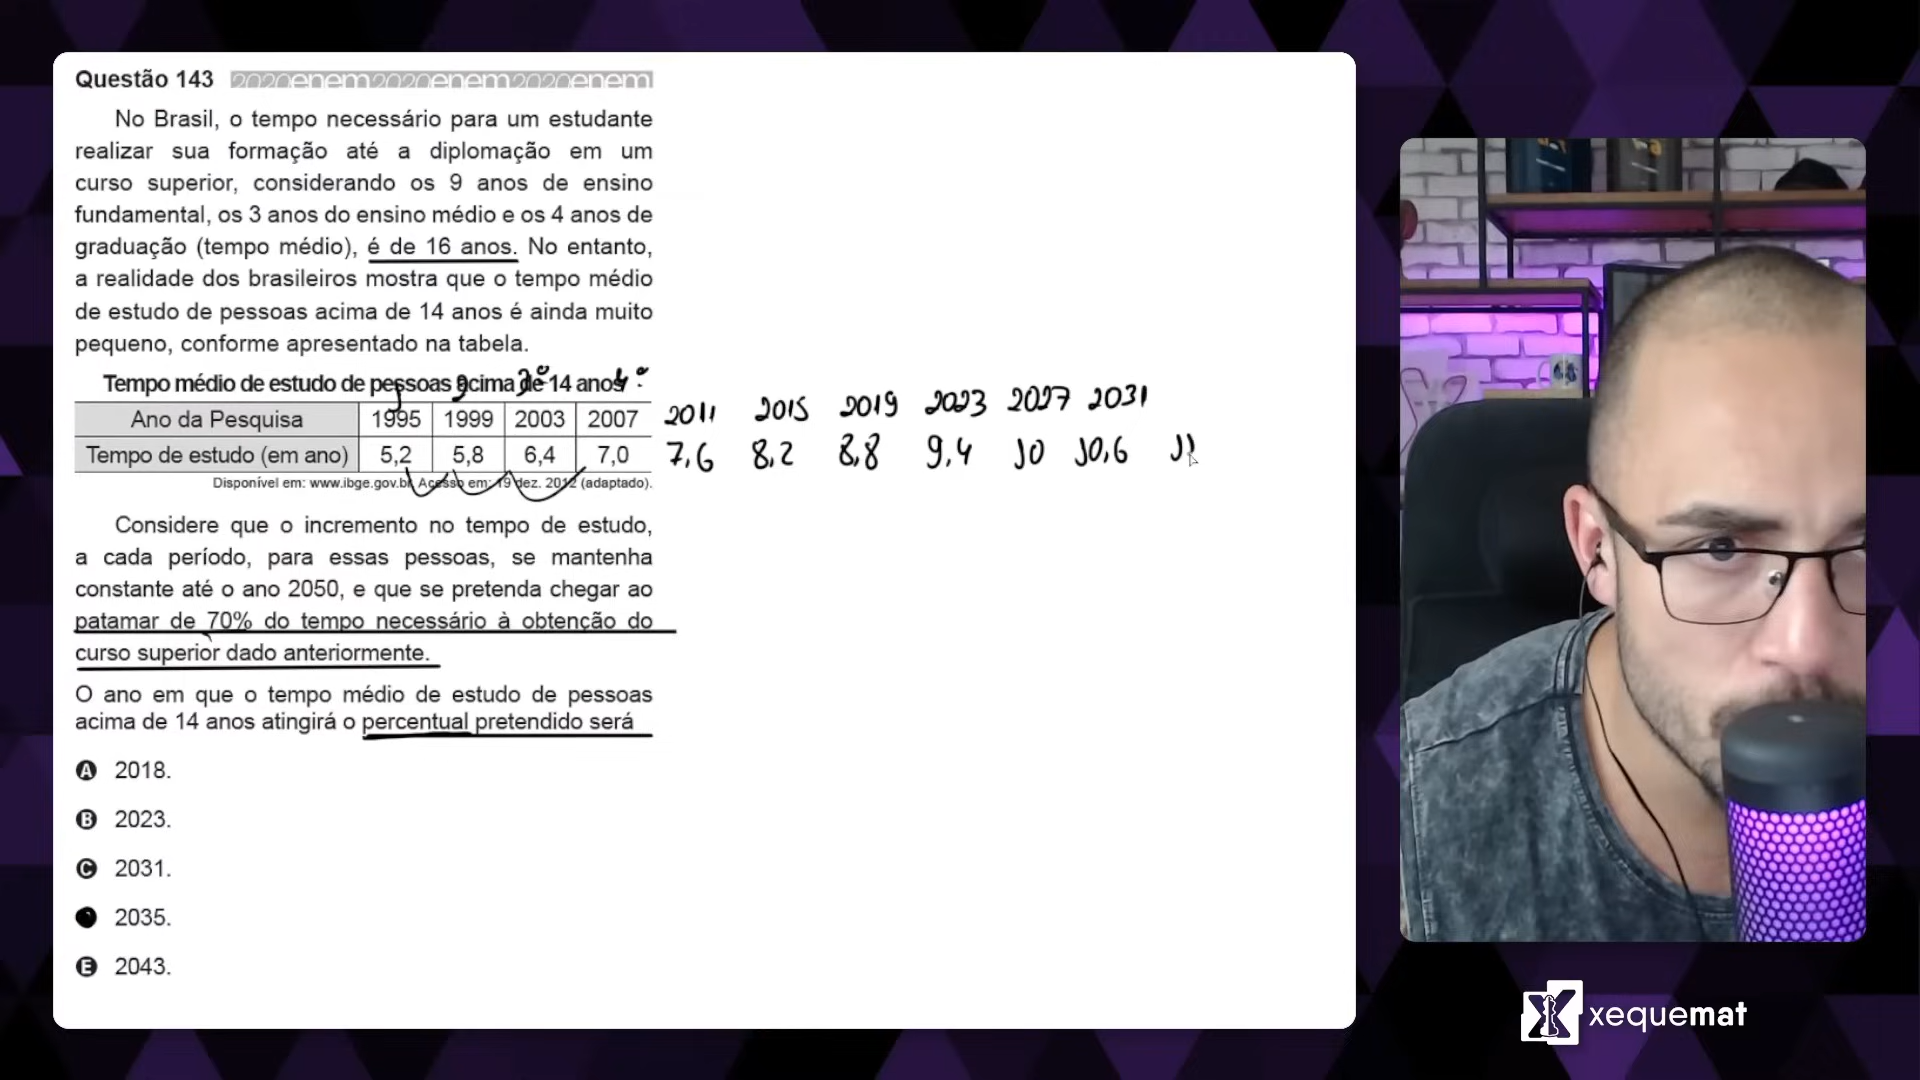 Questão 143 2020enem2020enem2020enem
No Brasil, o tempo necessário para um estudante
realizar sua formação até a diplomação em um
curso superior, considerando os 9 anos de ensino
fundamental, os 3 anos do ensino médio e os 4 anos de
graduação (tempo médio), é de 16 anos. No entanto,
a realidade dos brasileiros mostra que o tempo médio
de estudo de pessoas acima de 14 anos é ainda muito
pequeno, conforme apresentado na tabela.
3º 4º
Tempo médio de estudo de pessoas acima de 14 anos
Ano da Pesquisa 1995 1999 2003 2007 2011 2015 2019 2023 2027 2031
Tempo de estudo (em ano) 5,2 5,8 6,4 7,0 7,6 8,2 8,8 9,4 10 10,6 11
Disponível em: www.ibge.gov.br. Acesso em: 19 dez. 2012 (adaptado).
Considere que o incremento no tempo de estudo,
a cada período, para essas pessoas, se mantenha
constante até o ano 2050, e que se pretenda chegar ao
patamar de 70% do tempo necessário à obtenção do
curso superior dado anteriormente.
O ano em que o tempo médio de estudo de pessoas
acima de 14 anos atingirá o percentual pretendido será
A 2018.
B 2023.
C 2031.
2035.
E 2043.
xequemat